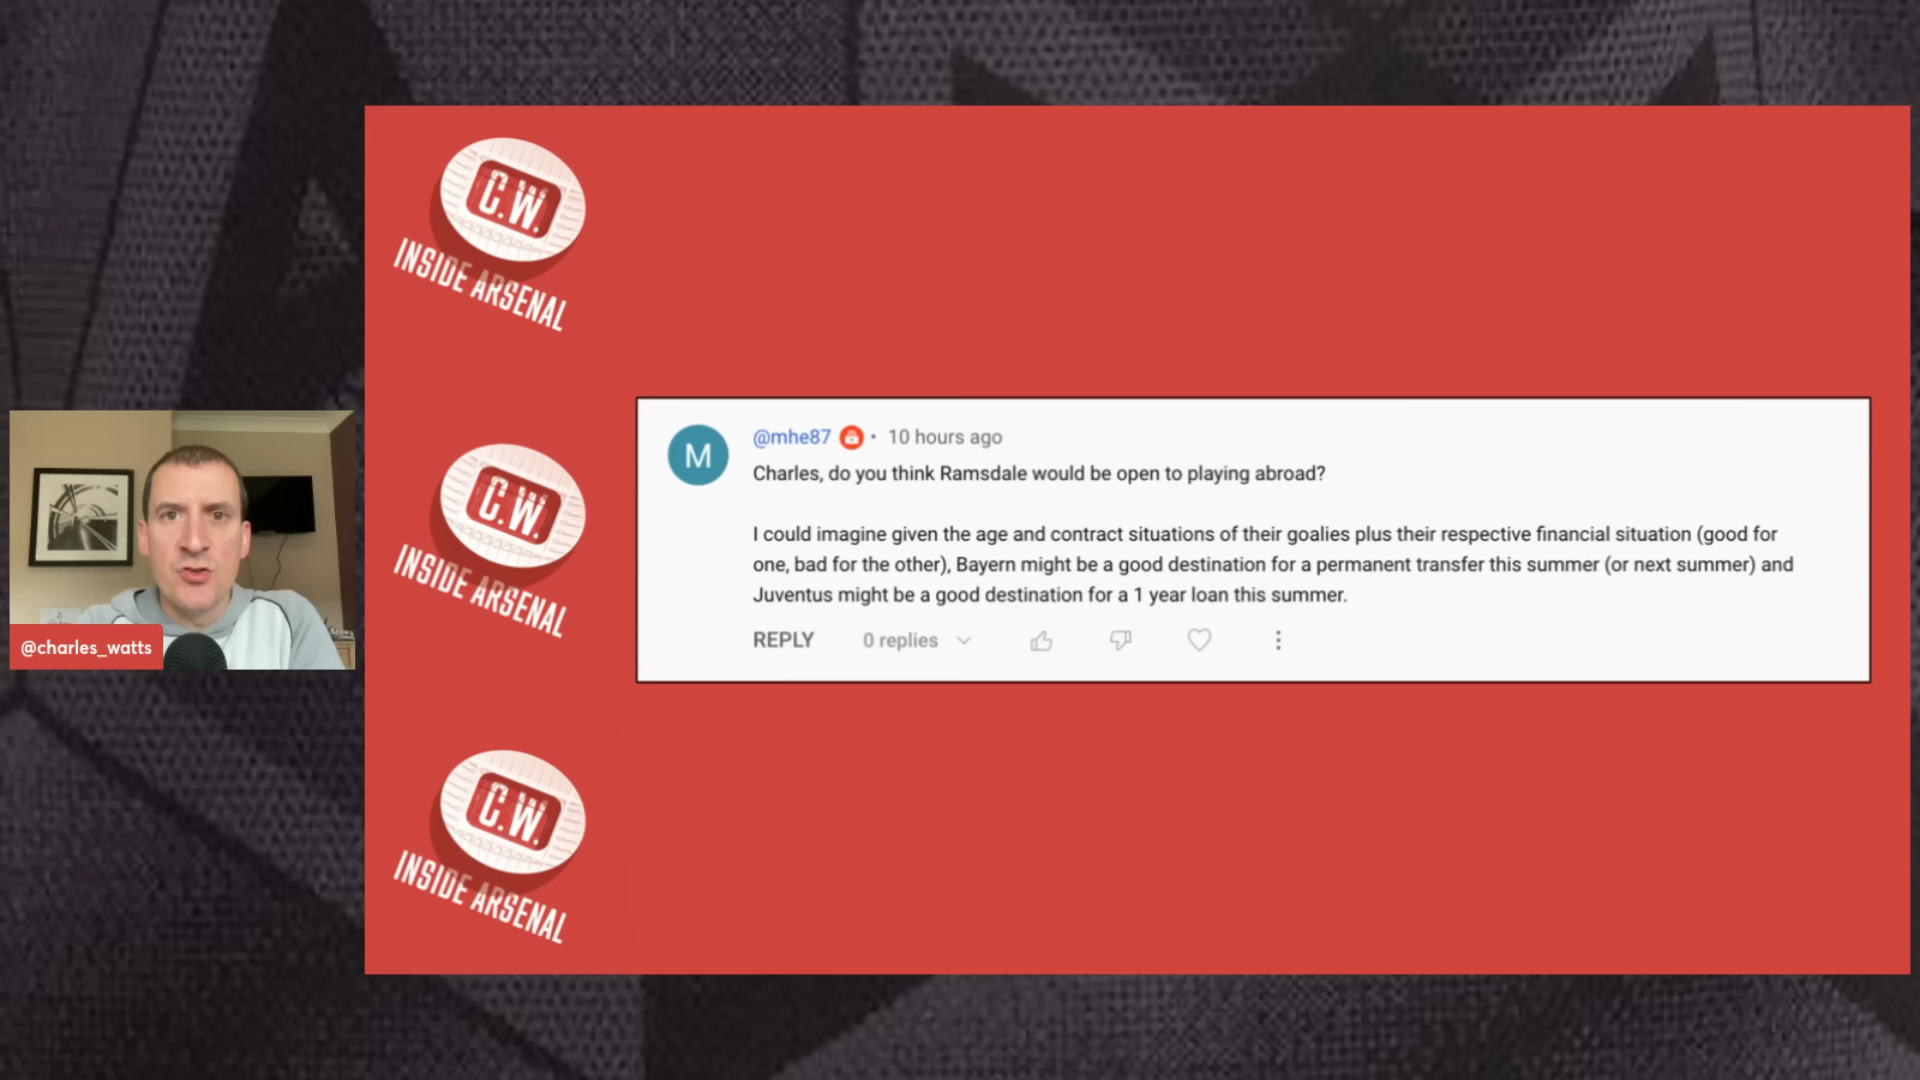 C.W.
INSIDE ARSENAL
C.W.
INSIDE ARSENAL
C.W.
INSIDE ARSENAL
@charles_watts
M
@mhe87 • 10 hours ago
Charles, do you think Ramsdale would be open to playing abroad?
I could imagine given the age and contract situations of their goalies plus their respective financial situation (good for
one, bad for the other), Bayern might be a good destination for a permanent transfer this summer (or next summer) and
Juventus might be a good destination for a 1 year loan this summer.
REPLY 0 replies